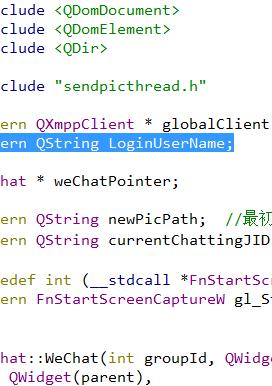 clude <QDomDocument>
clude <QDomElement>
clude <QDir>
clude "sendpicthread.h"
ern QXmppClient * globalClient
ern QString LoginUserName;
hat * weChatPointer;
ern QString newPicPath; //最初
ern QString currentChattingJID
edef int (__stdcall *FnStartScr
ern FnStartScreenCaptureW gl_St
hat::WeChat(int groupId, QWidg
QWidget(parent),